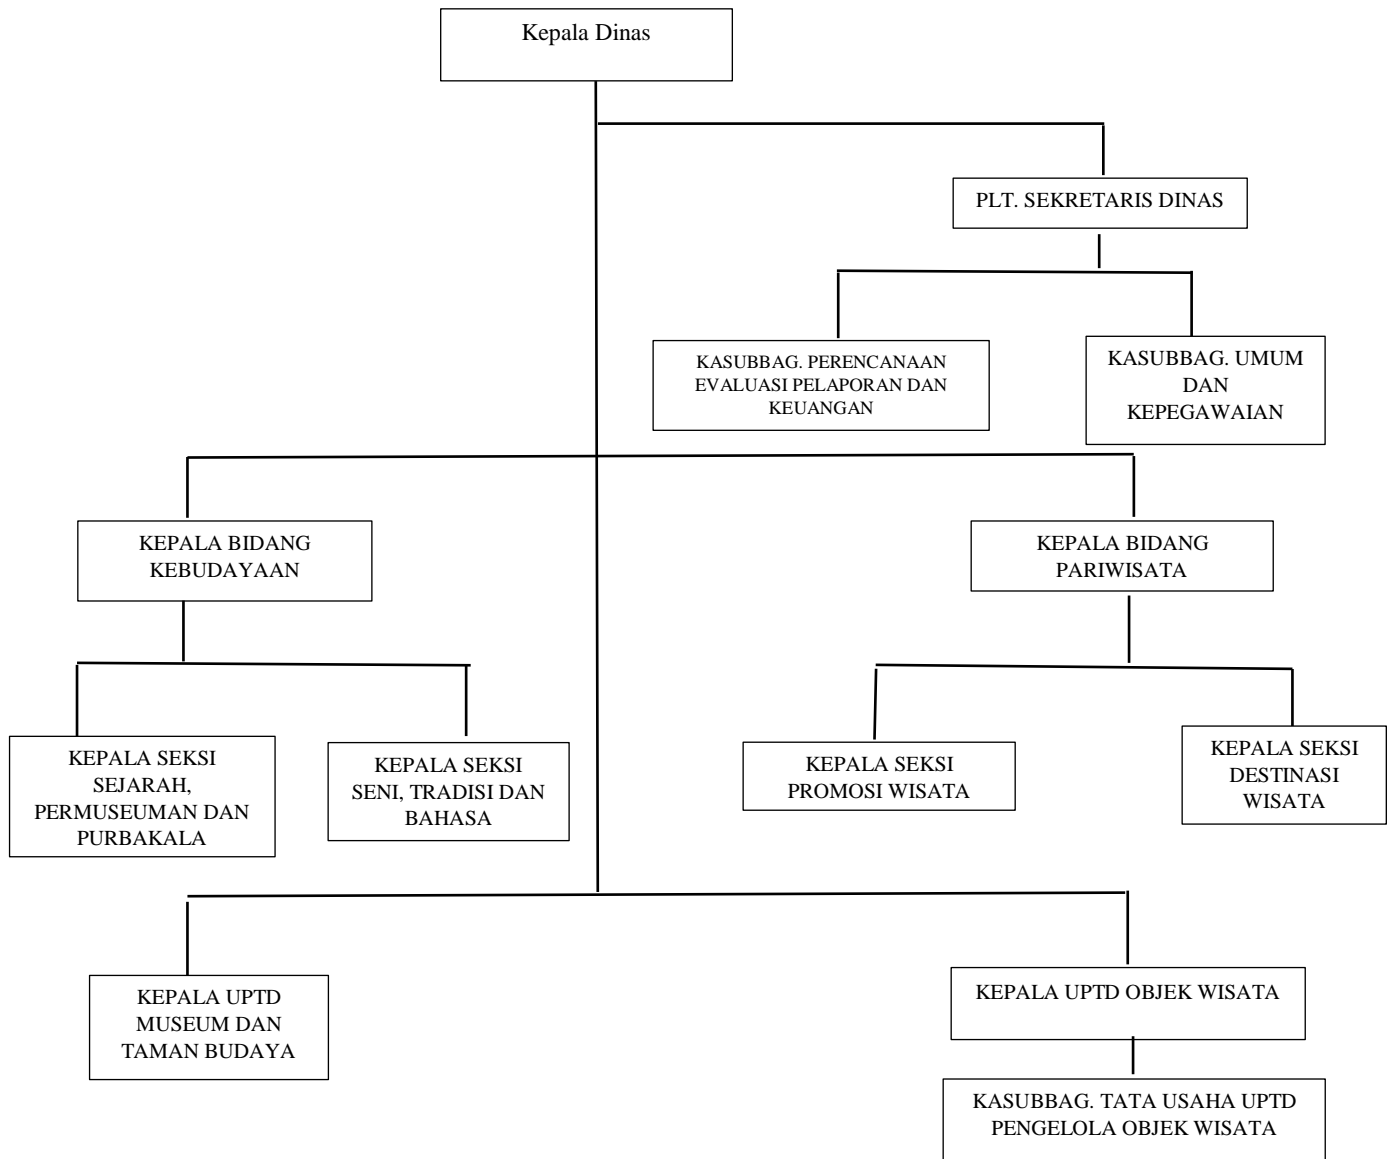 Kepala Dinas
PLT. SEKRETARIS DINAS
KASUBBAG. PERENCANAAN
EVALUASI PELAPORAN DAN
KEUANGAN
KASUBBAG. UMUM
DAN
KEPEGAWAIAN
KEPALA BIDANG
KEBUDAYAAN
KEPALA BIDANG
PARIWISATA
KEPALA SEKSI
SEJARAH,
PERMUSEUMAN DAN
PURBAKALA
KEPALA SEKSI
SENI, TRADISI DAN
BAHASA
KEPALA SEKSI
PROMOSI WISATA
KEPALA SEKSI
DESTINASI
WISATA
KEPALA UPTD
MUSEUM DAN
TAMAN BUDAYA
KEPALA UPTD OBJEK WISATA
KASUBBAG. TATA USAHA UPTD
PENGELOLA OBJEK WISATA